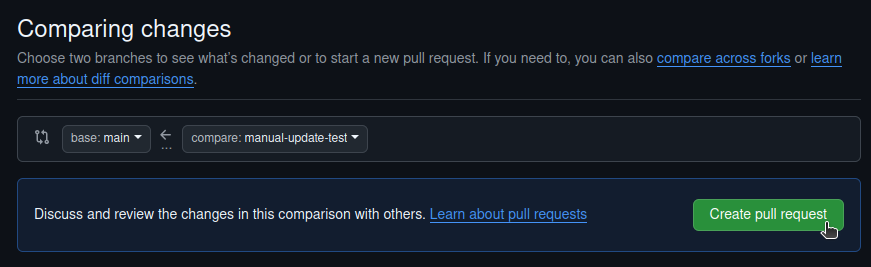 Comparing changes
Choose two branches to see what's changed or to start a new pull request. If you need to, you can also compare across forks or learn
more about diff comparisons.
base: main ← compare: manual-update-test
...
Discuss and review the changes in this comparison with others. Learn about pull requests Create pull request